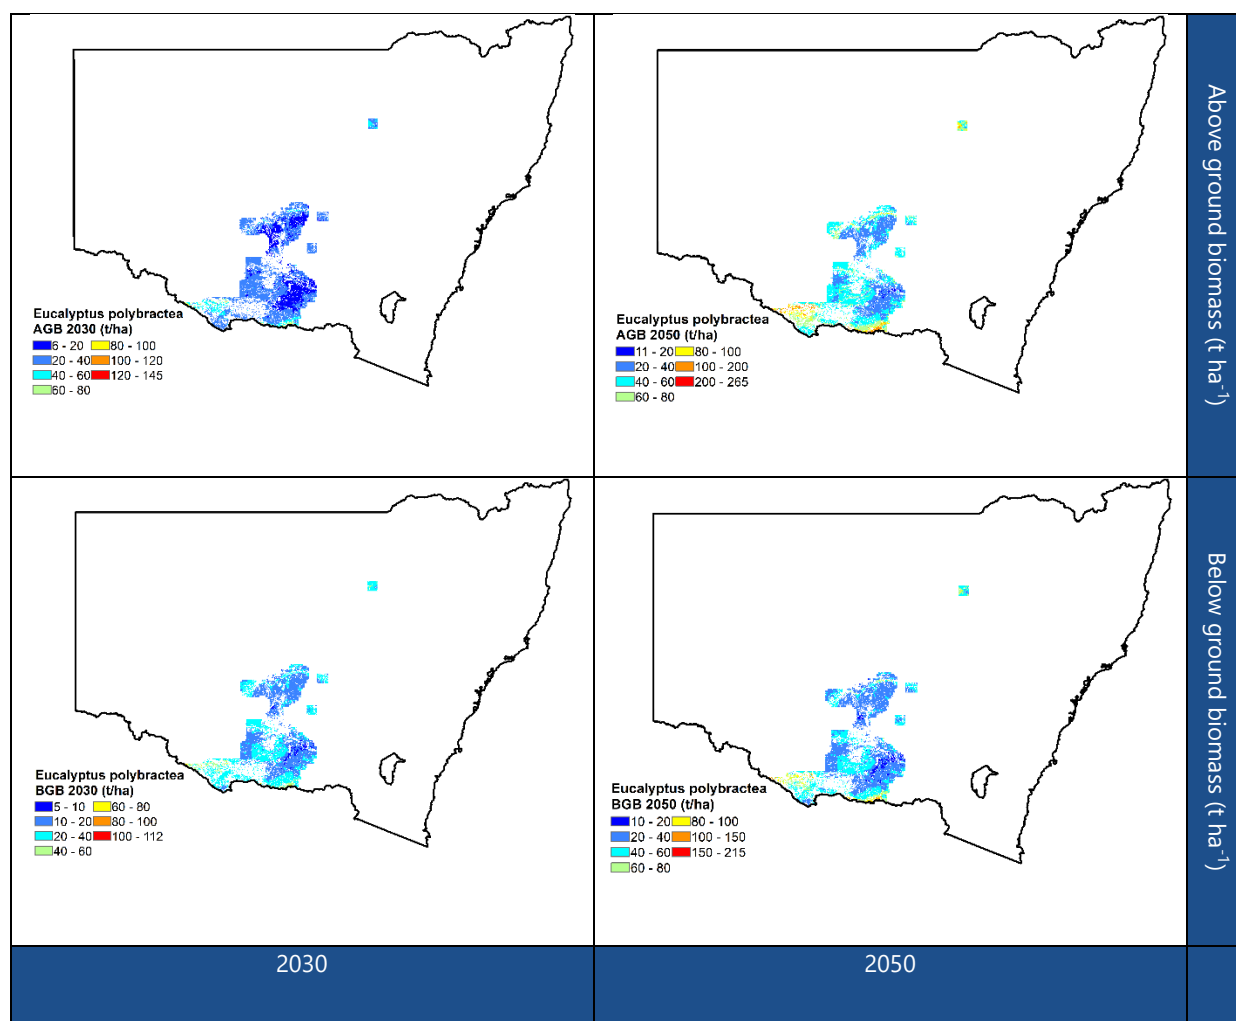 Eucalyptus polybractea
AGB 2030 (t/ha)
6 - 20 80 - 100
20 - 40 100 - 120
40 - 60 120 - 145
60 - 80
Eucalyptus polybractea
AGB 2050 (t/ha)
11 - 20 80 - 100
20 - 40 100 - 200
40 - 60 200 - 265
60 - 80
Above ground biomass (t ha⁻¹)
Eucalyptus polybractea
BGB 2030 (t/ha)
5 - 10 60 - 80
10 - 20 80 - 100
20 - 40 100 - 112
40 - 60
Eucalyptus polybractea
BGB 2050 (t/ha)
10 - 20 80 - 100
20 - 40 100 - 150
40 - 60 150 - 215
60 - 80
Below ground biomass (t ha⁻¹)
2030
2050